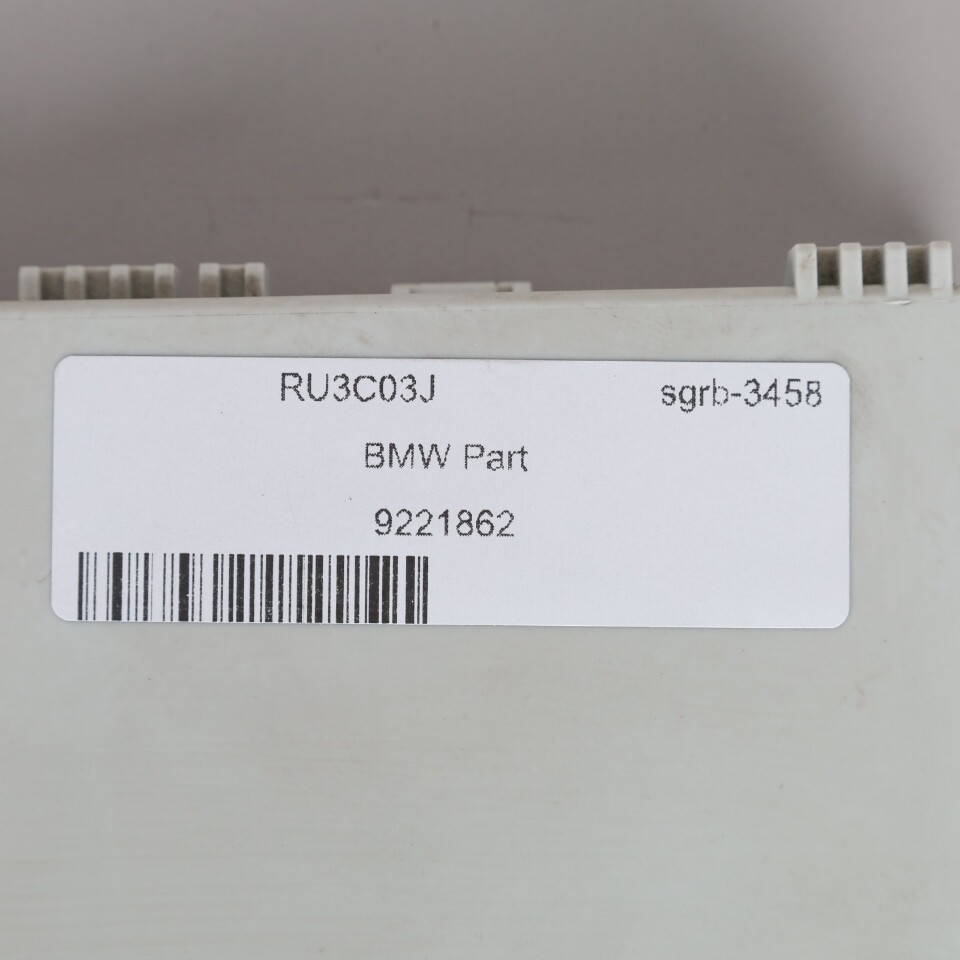 RU3C03J sgrb-3458
BMW Part
9221862